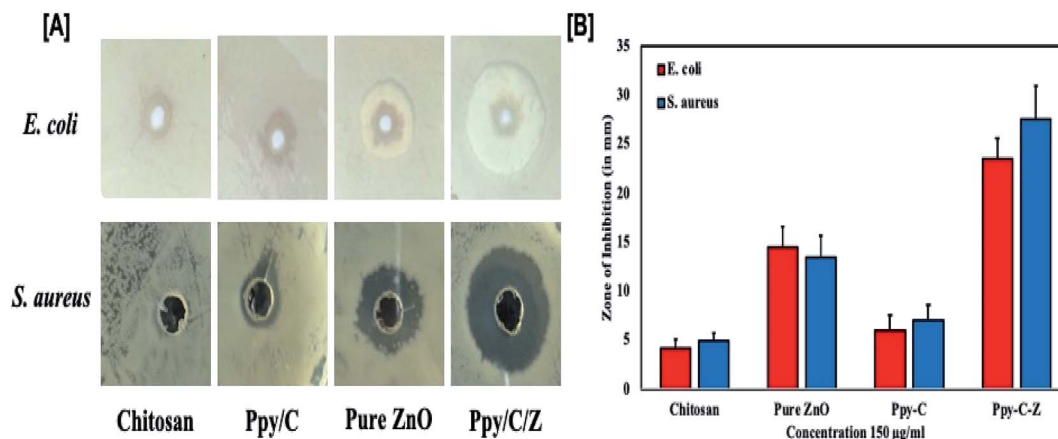 [A]
E. coli
S. aureus
Chitosan Ppy/C Pure ZnO Ppy/C/Z
[B]
Zone of Inhibition (in mm)
35
30
25
20
15
10
5
0
E. coli
S. aureus
Chitosan Pure ZnO Ppy-C Ppy-C-Z
Concentration 150 µg/ml